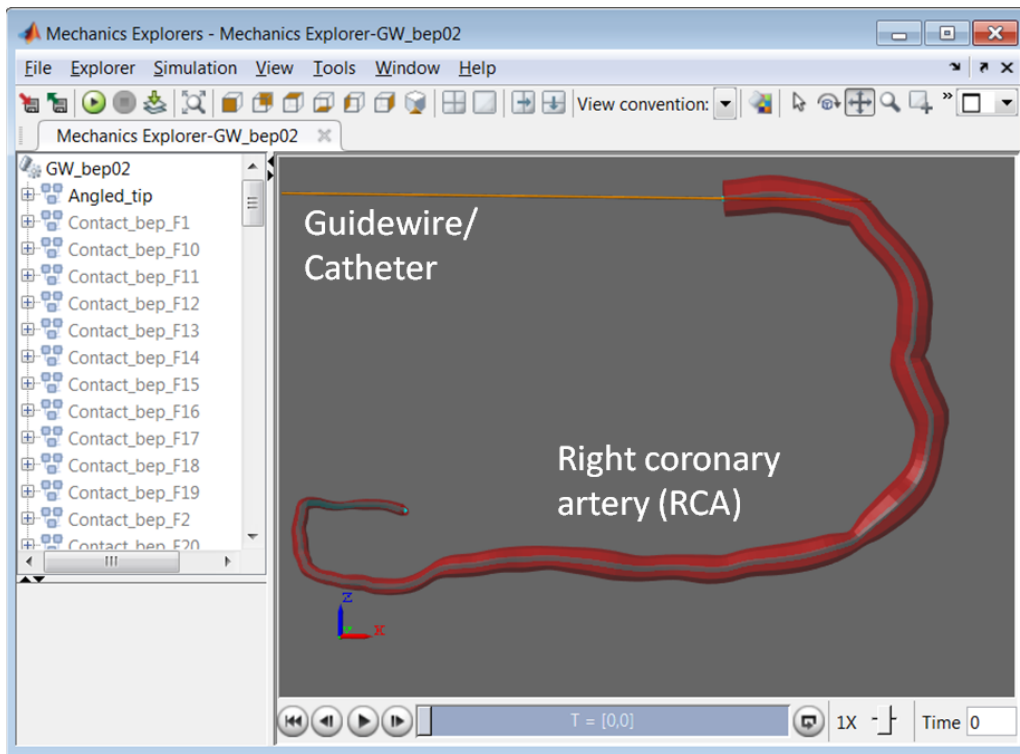 Mechanics Explorers - Mechanics Explorer-GW_bep02
File Explorer Simulation View Tools Window Help
View convention:
Mechanics Explorer-GW_bep02
GW_bep02
Angled_tip
Contact_bep_F1
Contact_bep_F10
Contact_bep_F11
Contact_bep_F12
Contact_bep_F13
Contact_bep_F14
Contact_bep_F15
Contact_bep_F16
Contact_bep_F17
Contact_bep_F18
Contact_bep_F19
Contact_bep_F2
Contact_bep_F20
Guidewire/
Catheter
Right coronary
artery (RCA)
Z
X
T = [0,0]
1X
Time 0